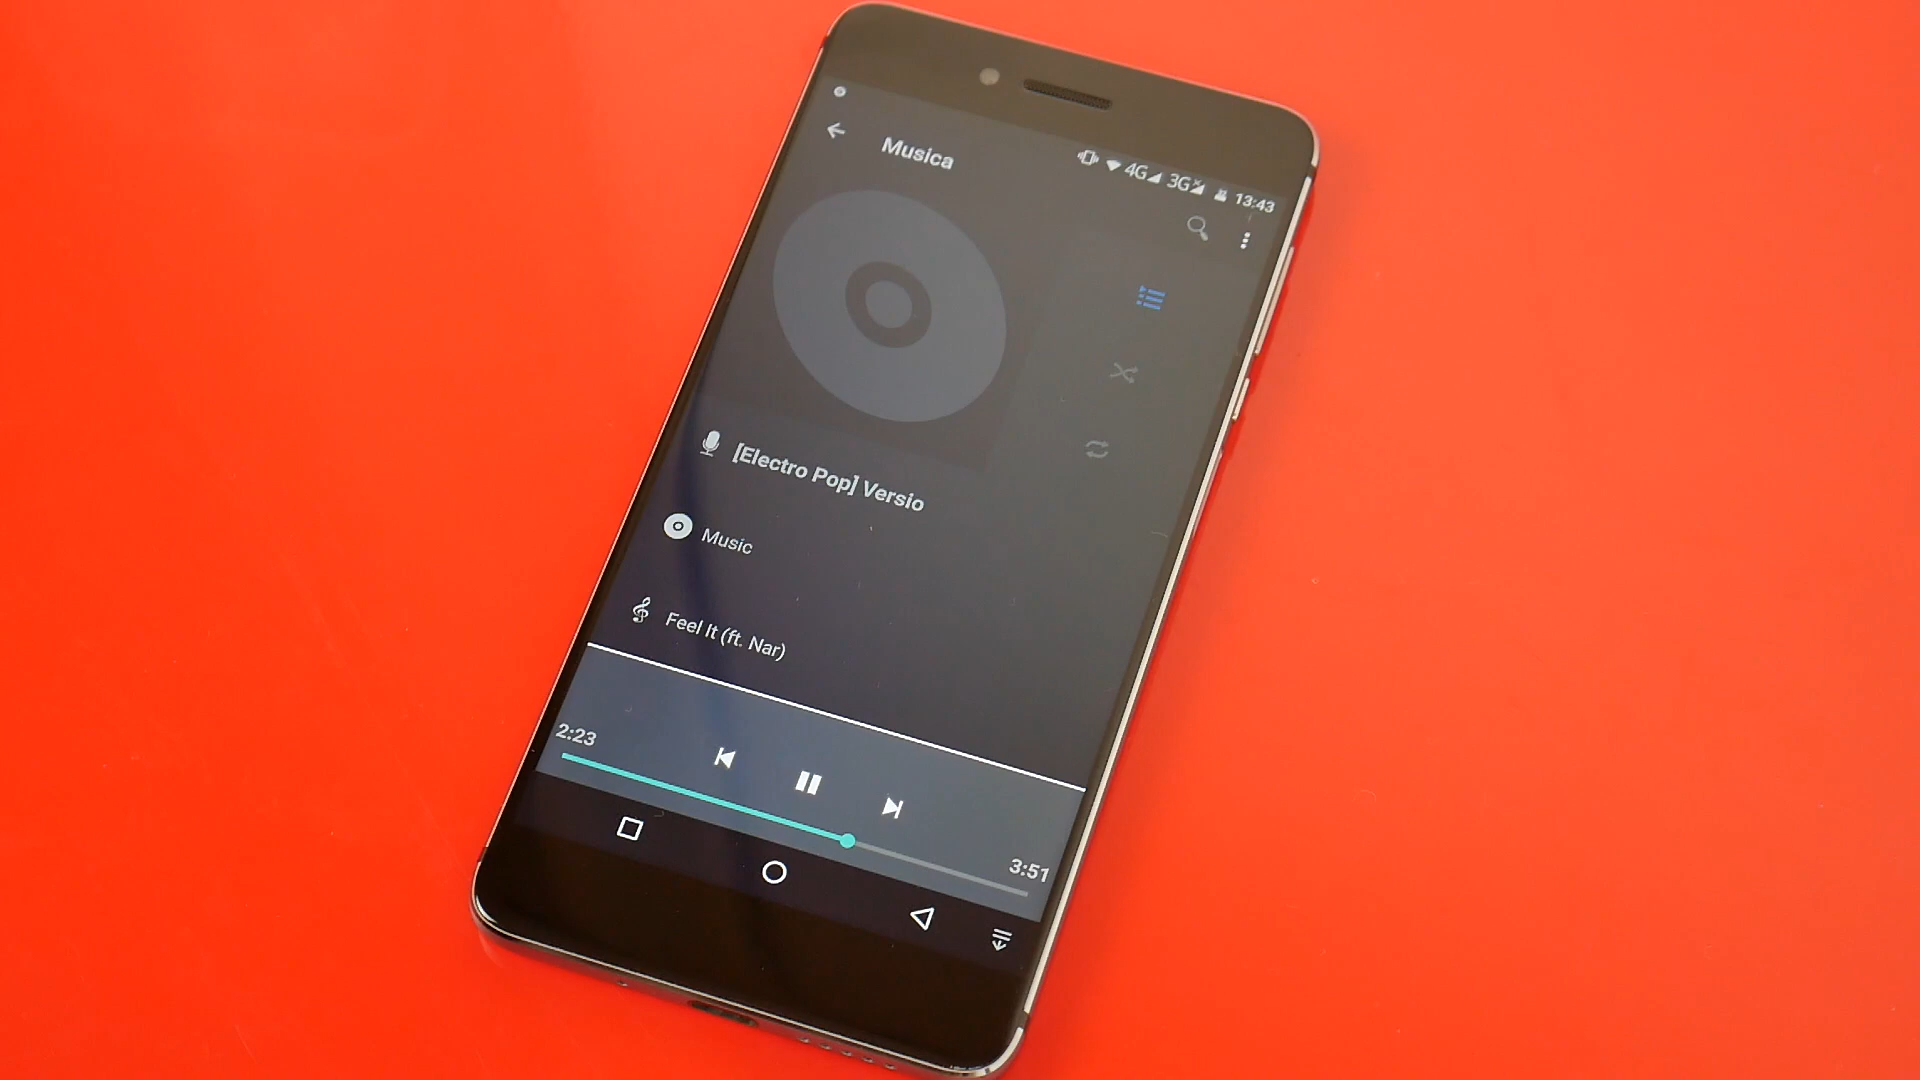 Musica
4G 3G 13:43
[Electro Pop] Versio
Music
Feel It (ft. Nar)
2:23
3:51